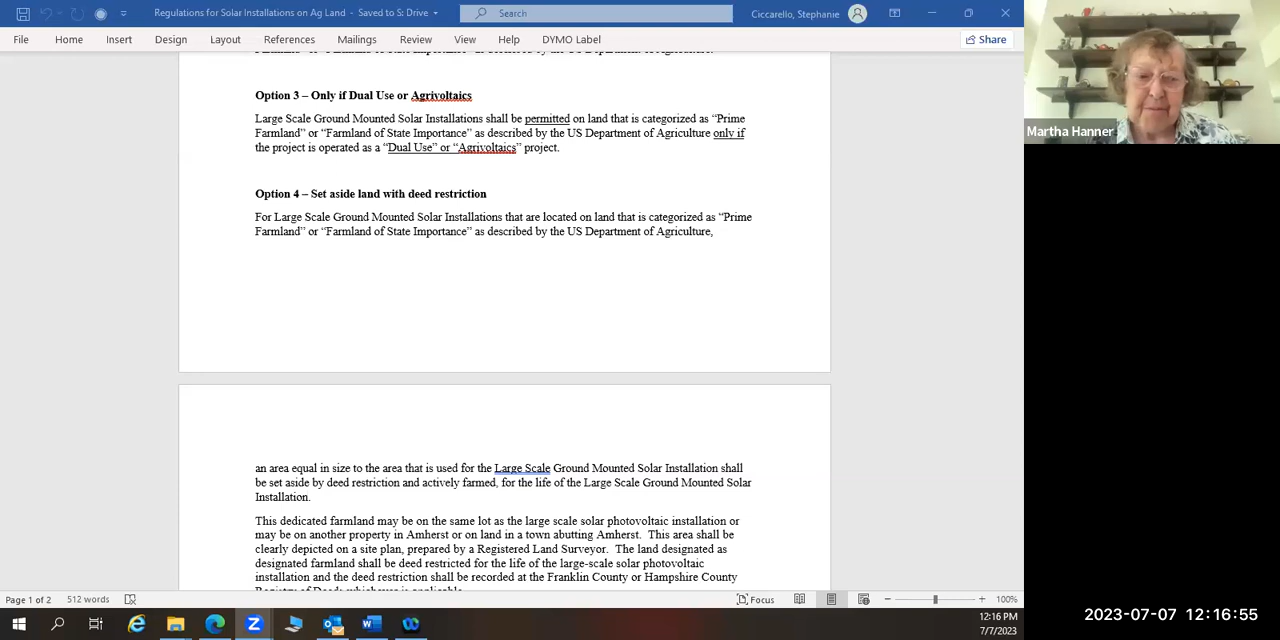 Regulations for Solar Installations on Ag Land - Saved to S: Drive
Search
Ciccarello, Stephanie
File Home Insert Design Layout References Mailings Review View Help DYMO Label
Share
Option 3 – Only if Dual Use or Agrivoltaics
Large Scale Ground Mounted Solar Installations shall be permitted on land that is categorized as “Prime
Farmland” or “Farmland of State Importance” as described by the US Department of Agriculture only if
the project is operated as a “Dual Use” or “Agrivoltaics” project.
Option 4 – Set aside land with deed restriction
For Large Scale Ground Mounted Solar Installations that are located on land that is categorized as “Prime
Farmland” or “Farmland of State Importance” as described by the US Department of Agriculture,
an area equal in size to the area that is used for the Large Scale Ground Mounted Solar Installation shall
be set aside by deed restriction and actively farmed, for the life of the Large Scale Ground Mounted Solar
Installation.
This dedicated farmland may be on the same lot as the large scale solar photovoltaic installation or
may be on another property in Amherst or on land in a town abutting Amherst.  This area shall be
clearly depicted on a site plan, prepared by a Registered Land Surveyor.  The land designated as
designated farmland shall be deed restricted for the life of the large-scale solar photovoltaic
installation and the deed restriction shall be recorded at the Franklin County or Hampshire County
Martha Hanner
Page 1 of 2 512 words
Focus
100%
12:16 PM
7/7/2023
2023-07-07 12:16:55